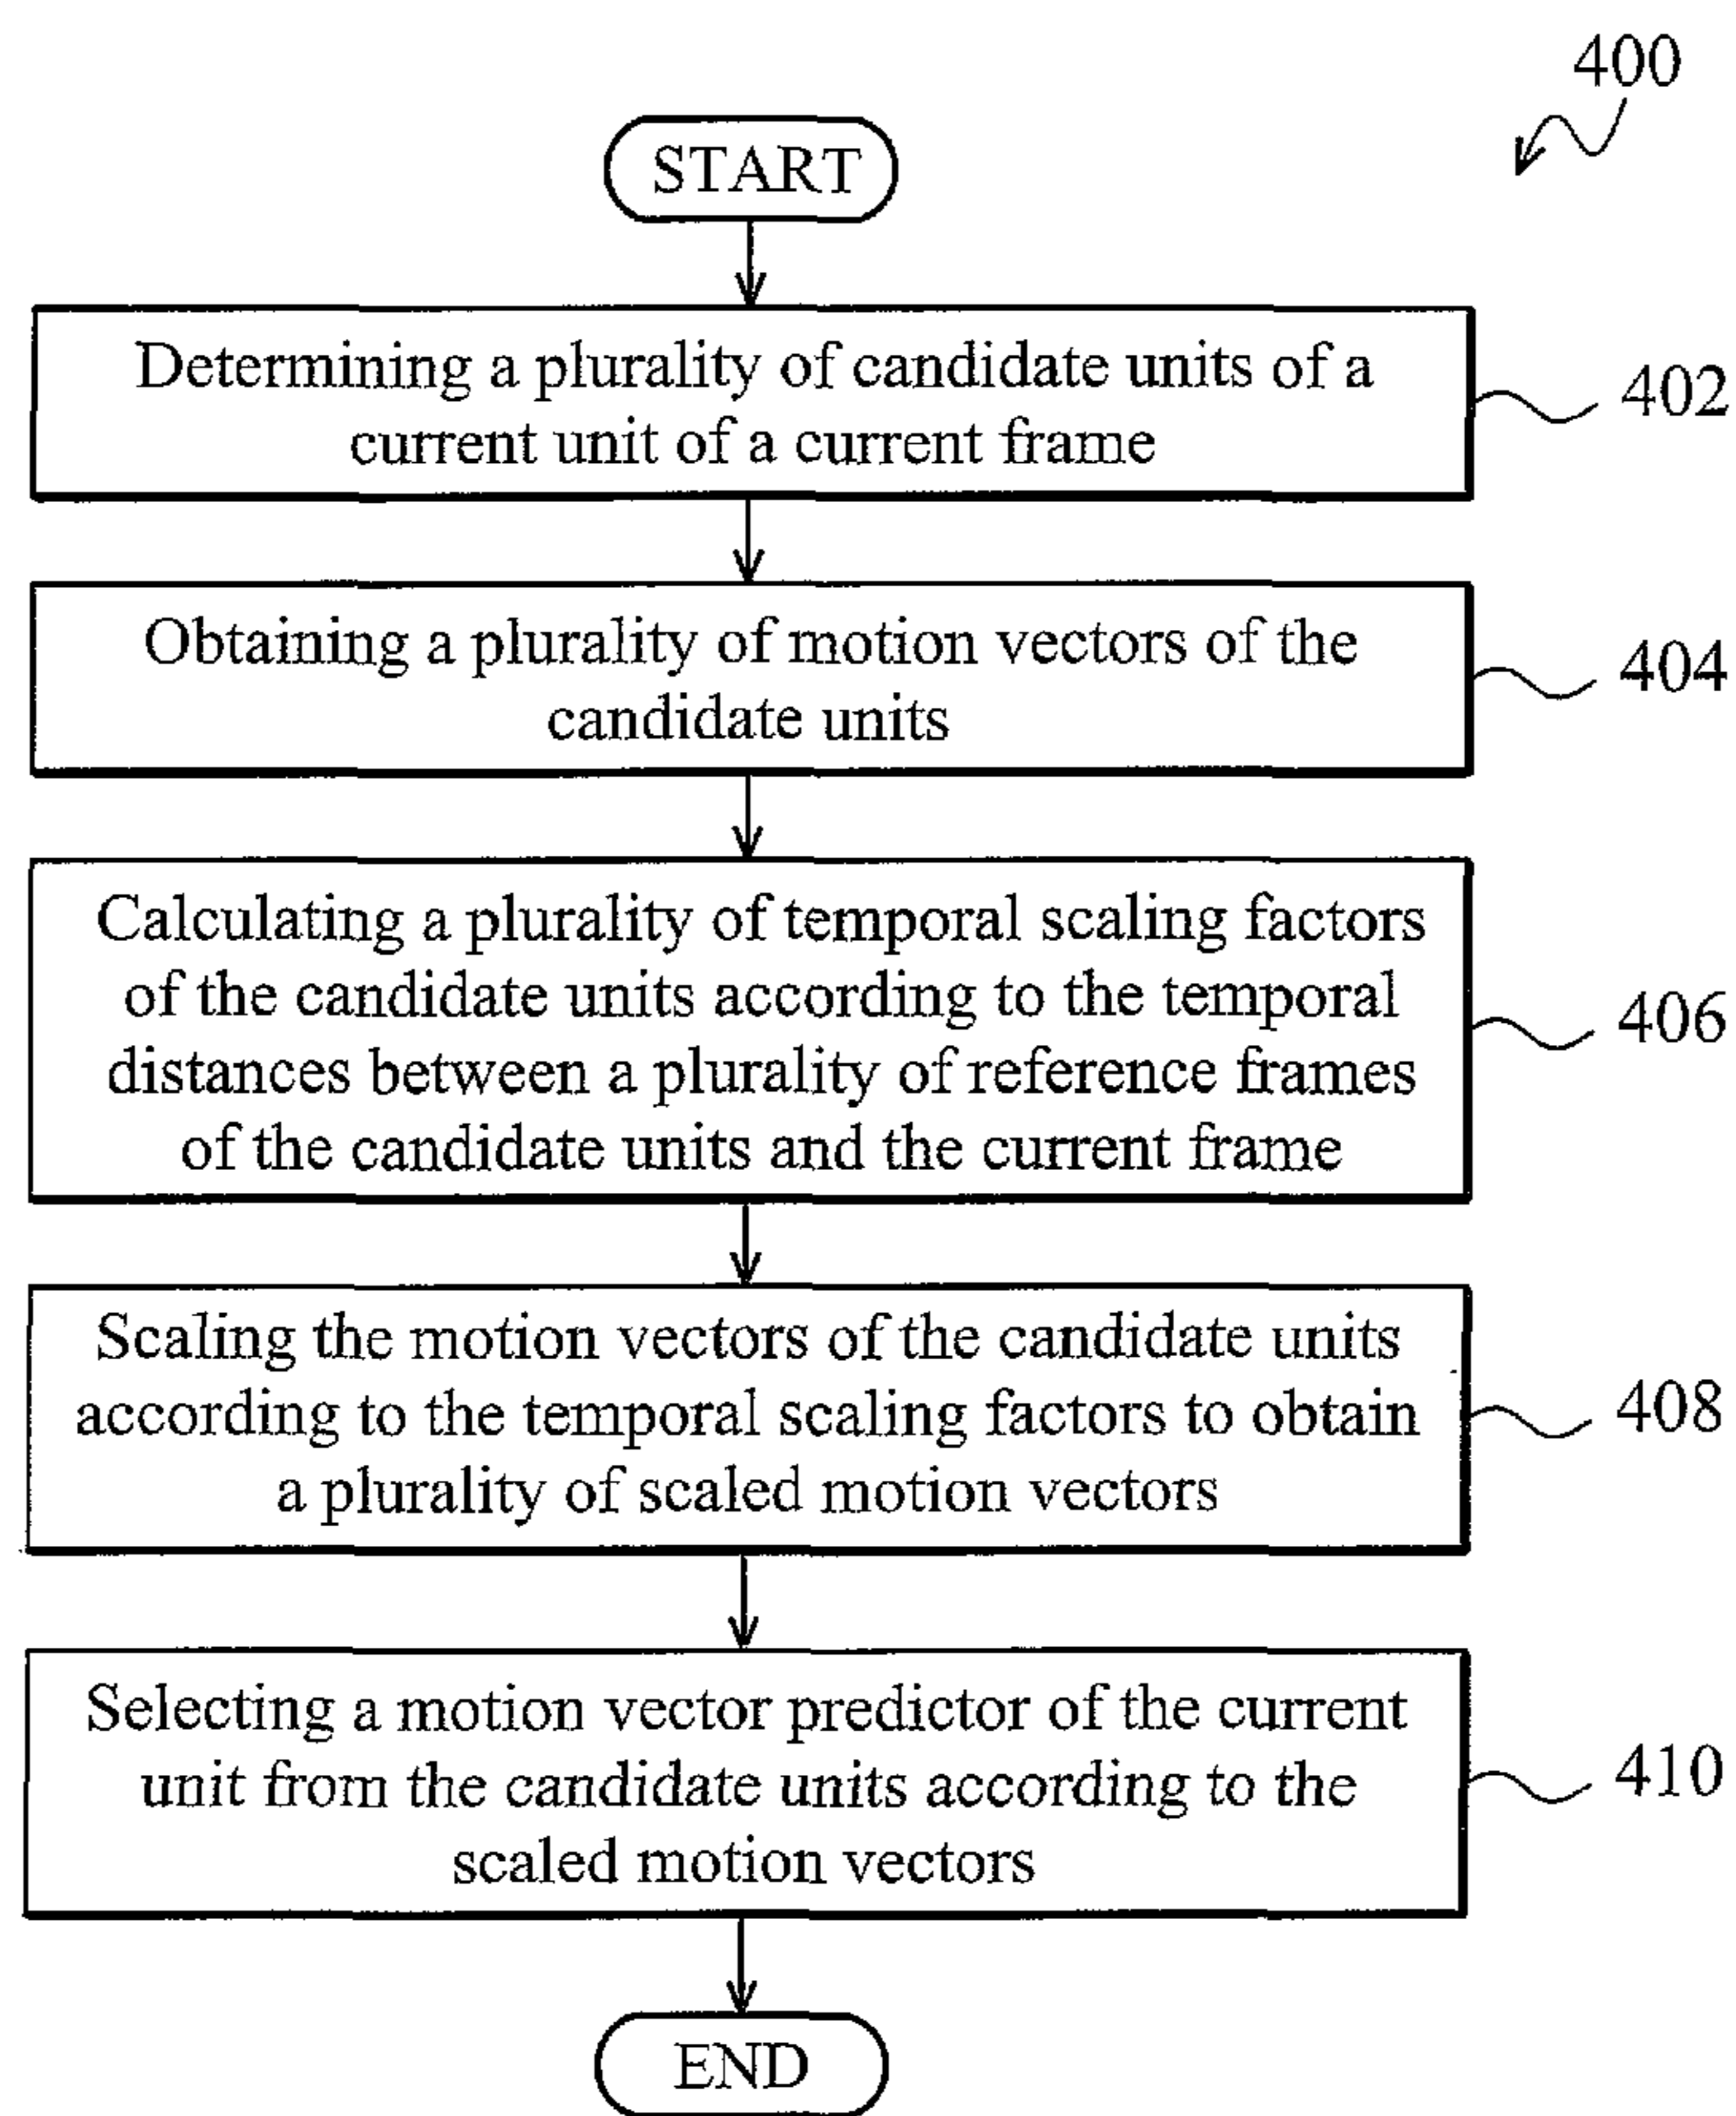 400
START
Determining a plurality of candidate units of a
current unit of a current frame
402
Obtaining a plurality of motion vectors of the
candidate units
404
Calculating a plurality of temporal scaling factors
of the candidate units according to the temporal
distances between a plurality of reference frames
of the candidate units and the current frame
406
Scaling the motion vectors of the candidate units
according to the temporal scaling factors to obtain
a plurality of scaled motion vectors
408
Selecting a motion vector predictor of the current
unit from the candidate units according to the
scaled motion vectors
410
END